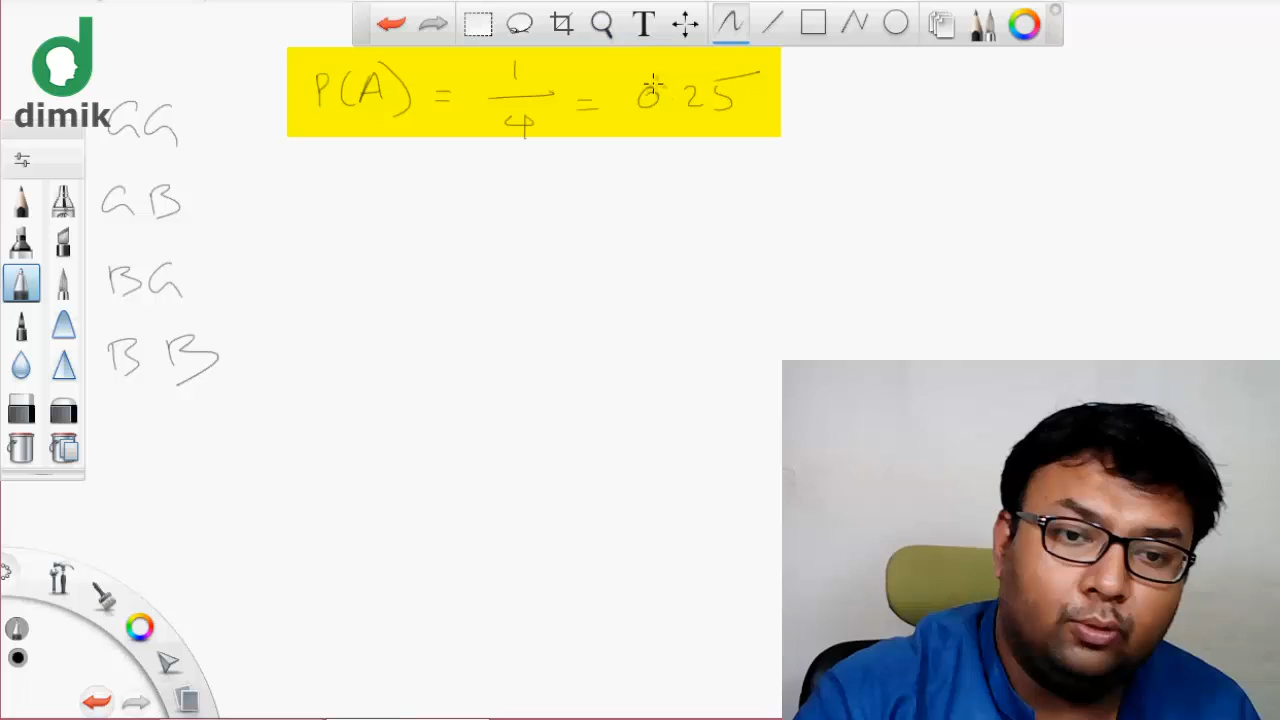 dimik
P(A) = 1/4 = 0.25
GG
GB
BG
BB